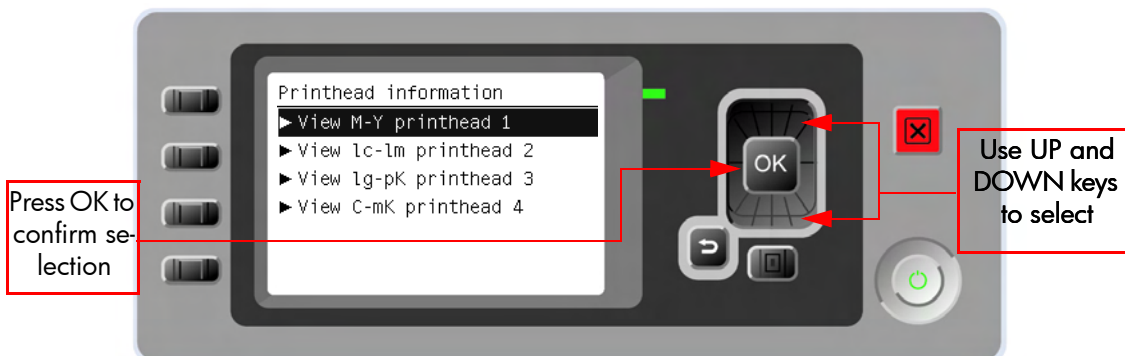 Printhead information
▶ View M-Y printhead 1
▶ View lc-lm printhead 2
▶ View lg-pK printhead 3
▶ View C-mK printhead 4
OK
Press OK to
confirm se-
lection
Use UP and
DOWN keys
to select